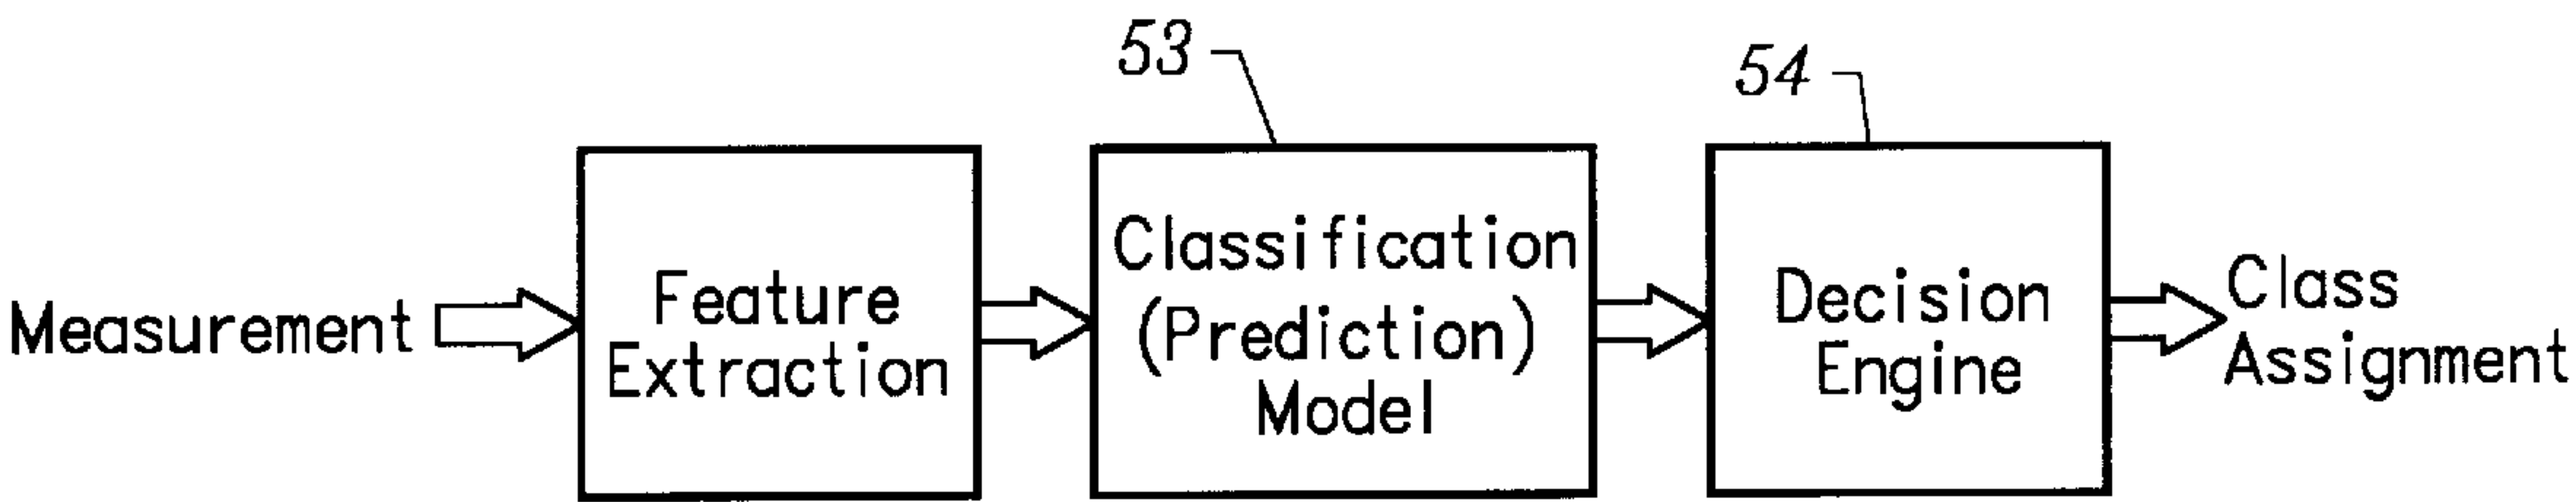 53
54
Measurement
Feature
Extraction
Classification
(Prediction)
Model
Decision
Engine
Class
Assignment